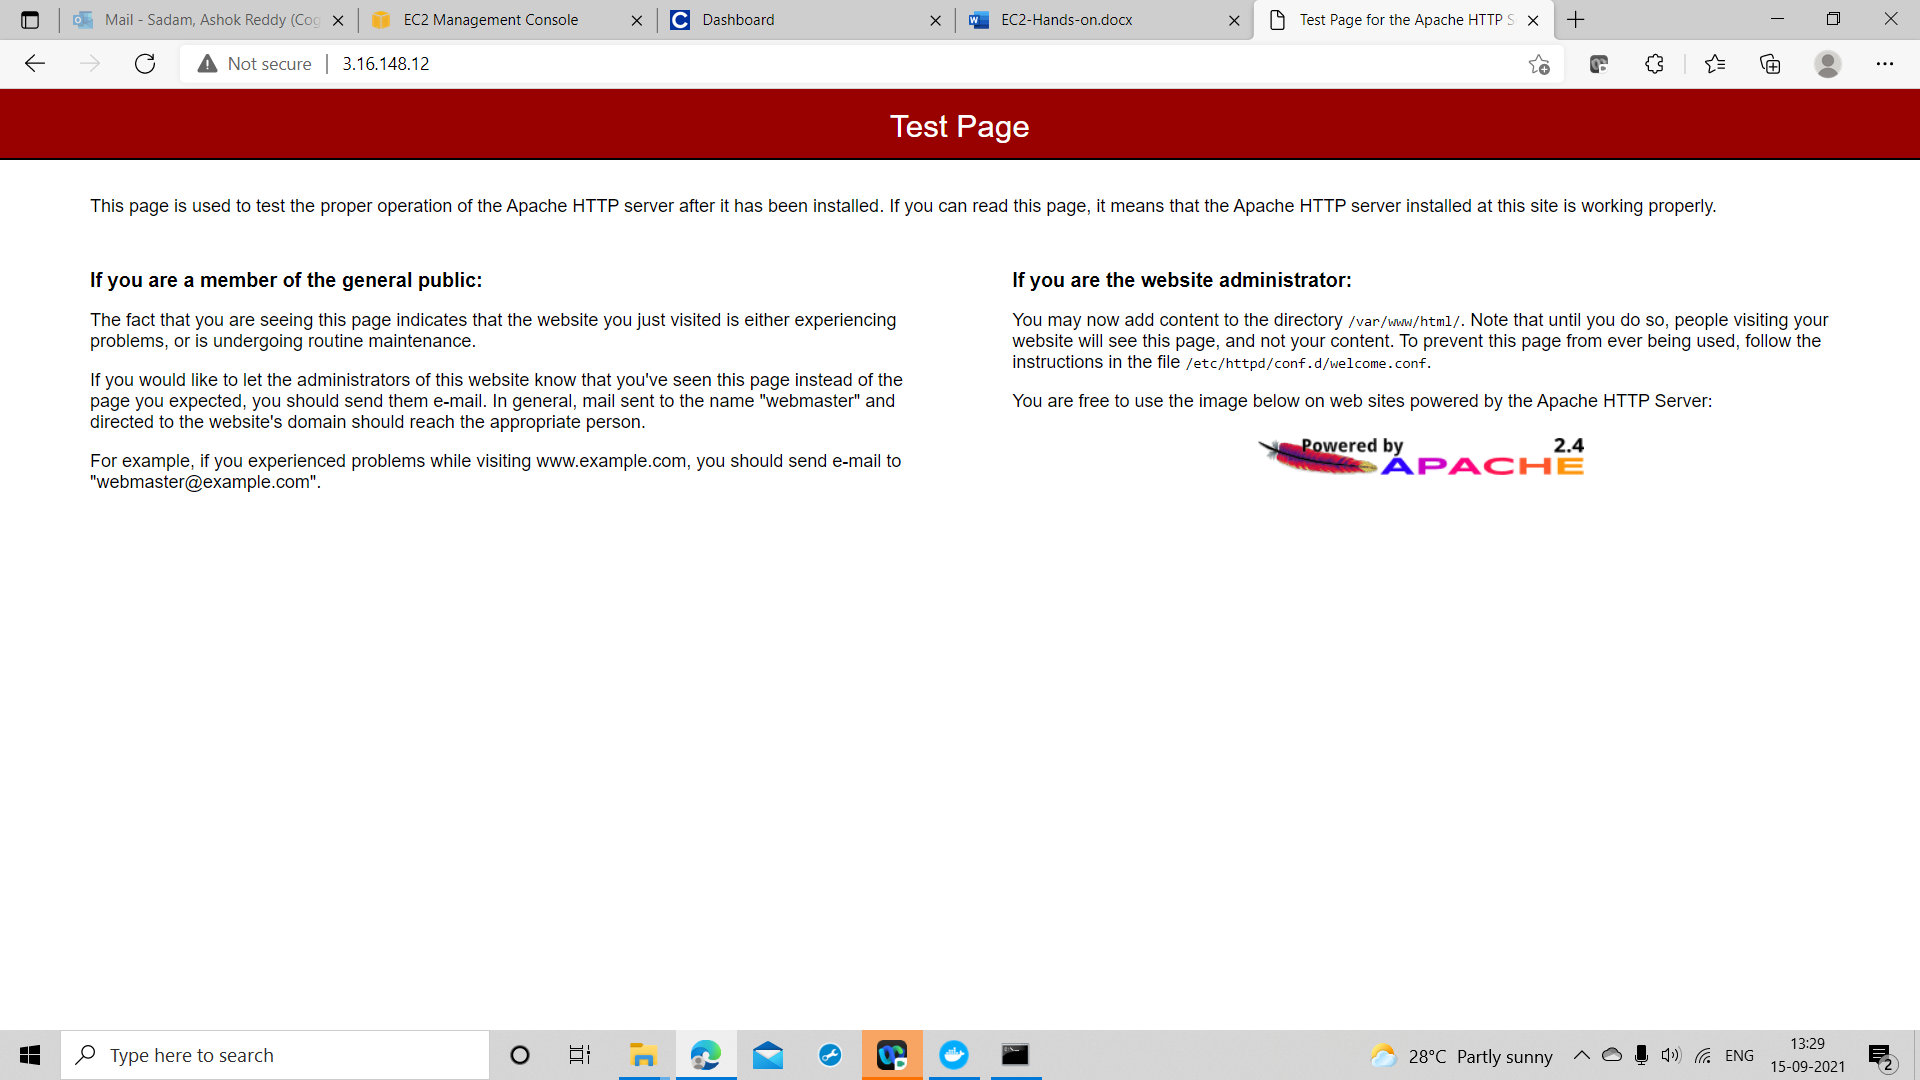 Mail - Sadam, Ashok Reddy (Cog
EC2 Management Console
Dashboard
EC2-Hands-on.docx
Test Page for the Apache HTTP S
Not secure
3.16.148.12
Test Page
This page is used to test the proper operation of the Apache HTTP server after it has been installed. If you can read this page, it means that the Apache HTTP server installed at this site is working properly.
If you are a member of the general public:
The fact that you are seeing this page indicates that the website you just visited is either experiencing
problems, or is undergoing routine maintenance.
If you would like to let the administrators of this website know that you've seen this page instead of the
page you expected, you should send them e-mail. In general, mail sent to the name "webmaster" and
directed to the website's domain should reach the appropriate person.
For example, if you experienced problems while visiting www.example.com, you should send e-mail to
"webmaster@example.com".
If you are the website administrator:
You may now add content to the directory /var/www/html/. Note that until you do so, people visiting your
website will see this page, and not your content. To prevent this page from ever being used, follow the
instructions in the file /etc/httpd/conf.d/welcome.conf.
You are free to use the image below on web sites powered by the Apache HTTP Server:
Powered by 2.4
APACHE
Type here to search
28°C Partly sunny
ENG
13:29
15-09-2021
2